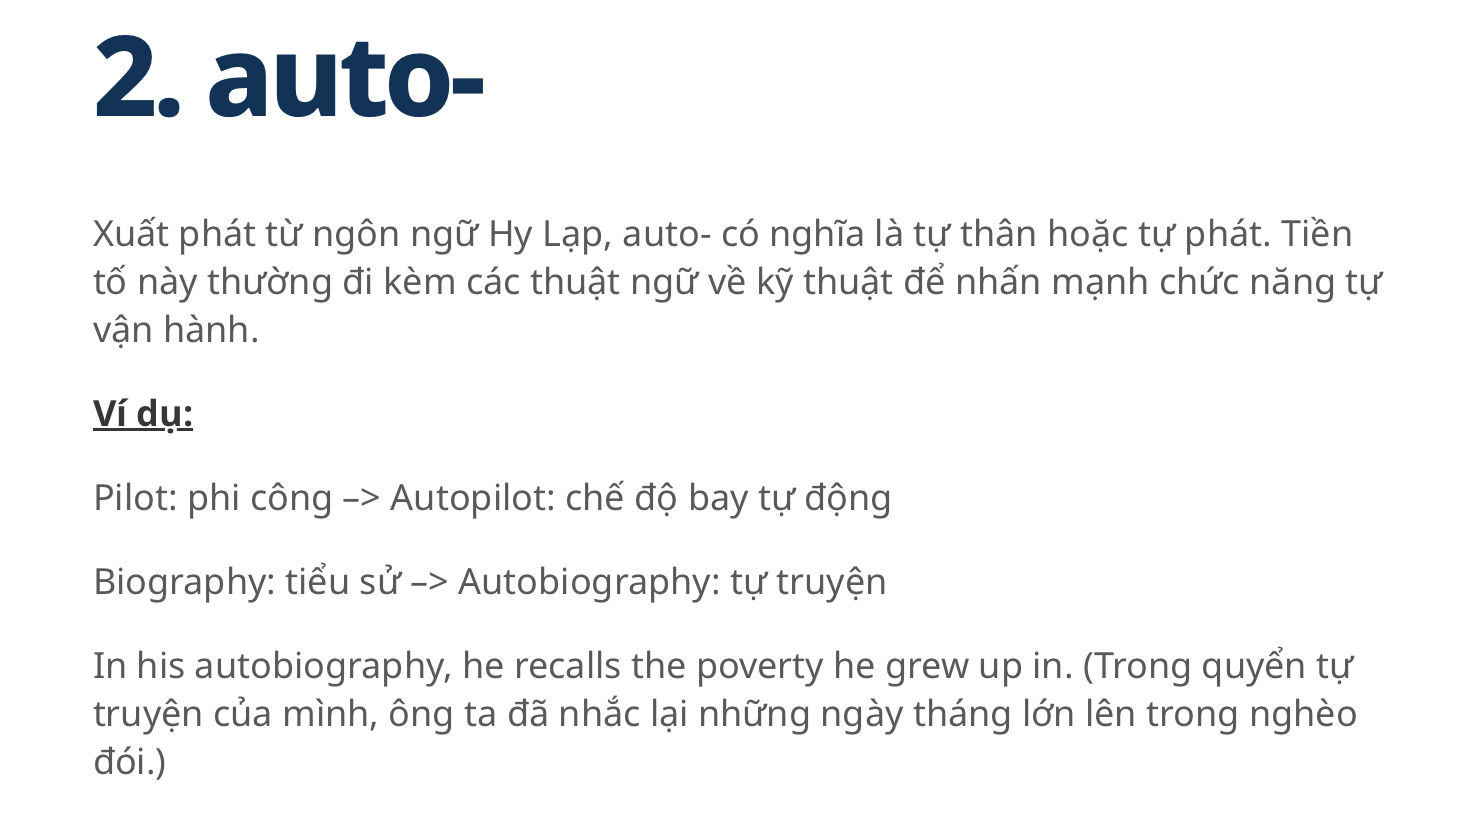 2. auto-
Xuất phát từ ngôn ngữ Hy Lạp, auto- có nghĩa là tự thân hoặc tự phát. Tiền
tố này thường đi kèm các thuật ngữ về kỹ thuật để nhấn mạnh chức năng tự
vận hành.
Ví dụ:
Pilot: phi công –> Autopilot: chế độ bay tự động
Biography: tiểu sử –> Autobiography: tự truyện
In his autobiography, he recalls the poverty he grew up in. (Trong quyển tự
truyện của mình, ông ta đã nhắc lại những ngày tháng lớn lên trong nghèo
đói.)